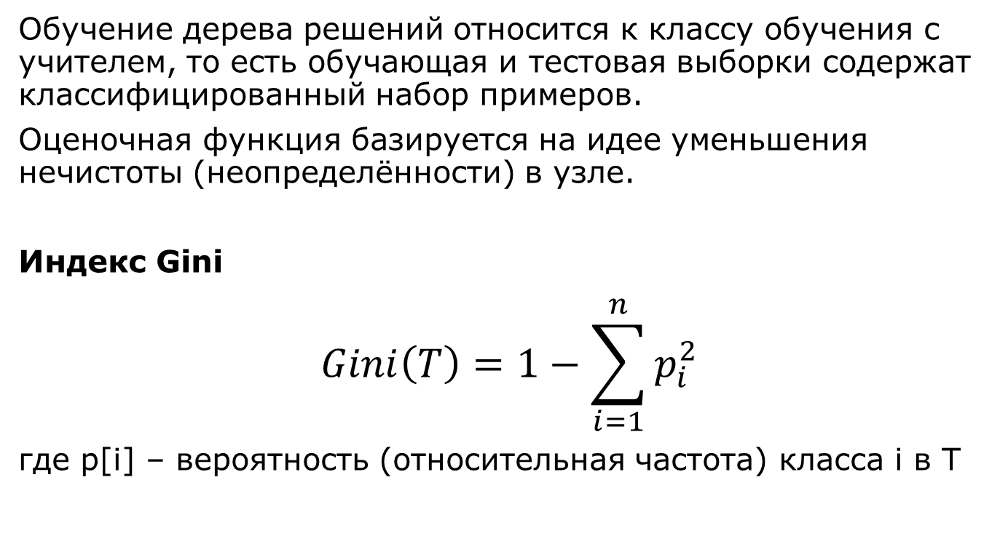 Обучение дерева решений относится к классу обучения с
учителем, то есть обучающая и тестовая выборки содержат
классифицированный набор примеров.
Оценочная функция базируется на идее уменьшения
нечистоты (неопределённости) в узле.
Индекс Gini
n
Gini(T) = 1 − ∑ p_i^2
i=1
где p[i] – вероятность (относительная частота) класса i в T